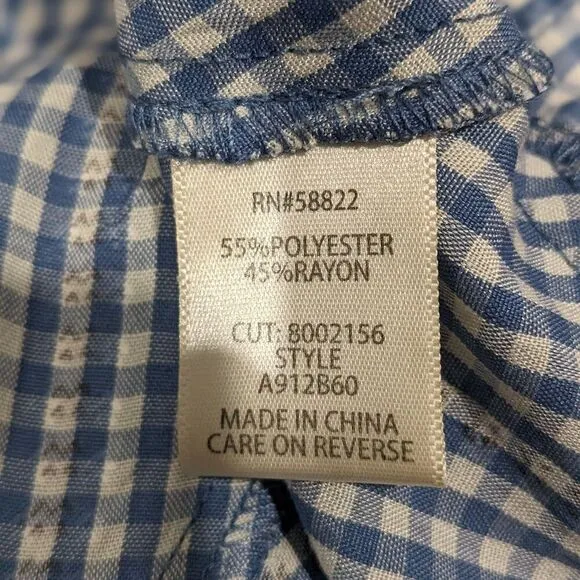 RN#58822
55%POLYESTER
45%RAYON
CUT: 8002156
STYLE
A912B60
MADE IN CHINA
CARE ON REVERSE